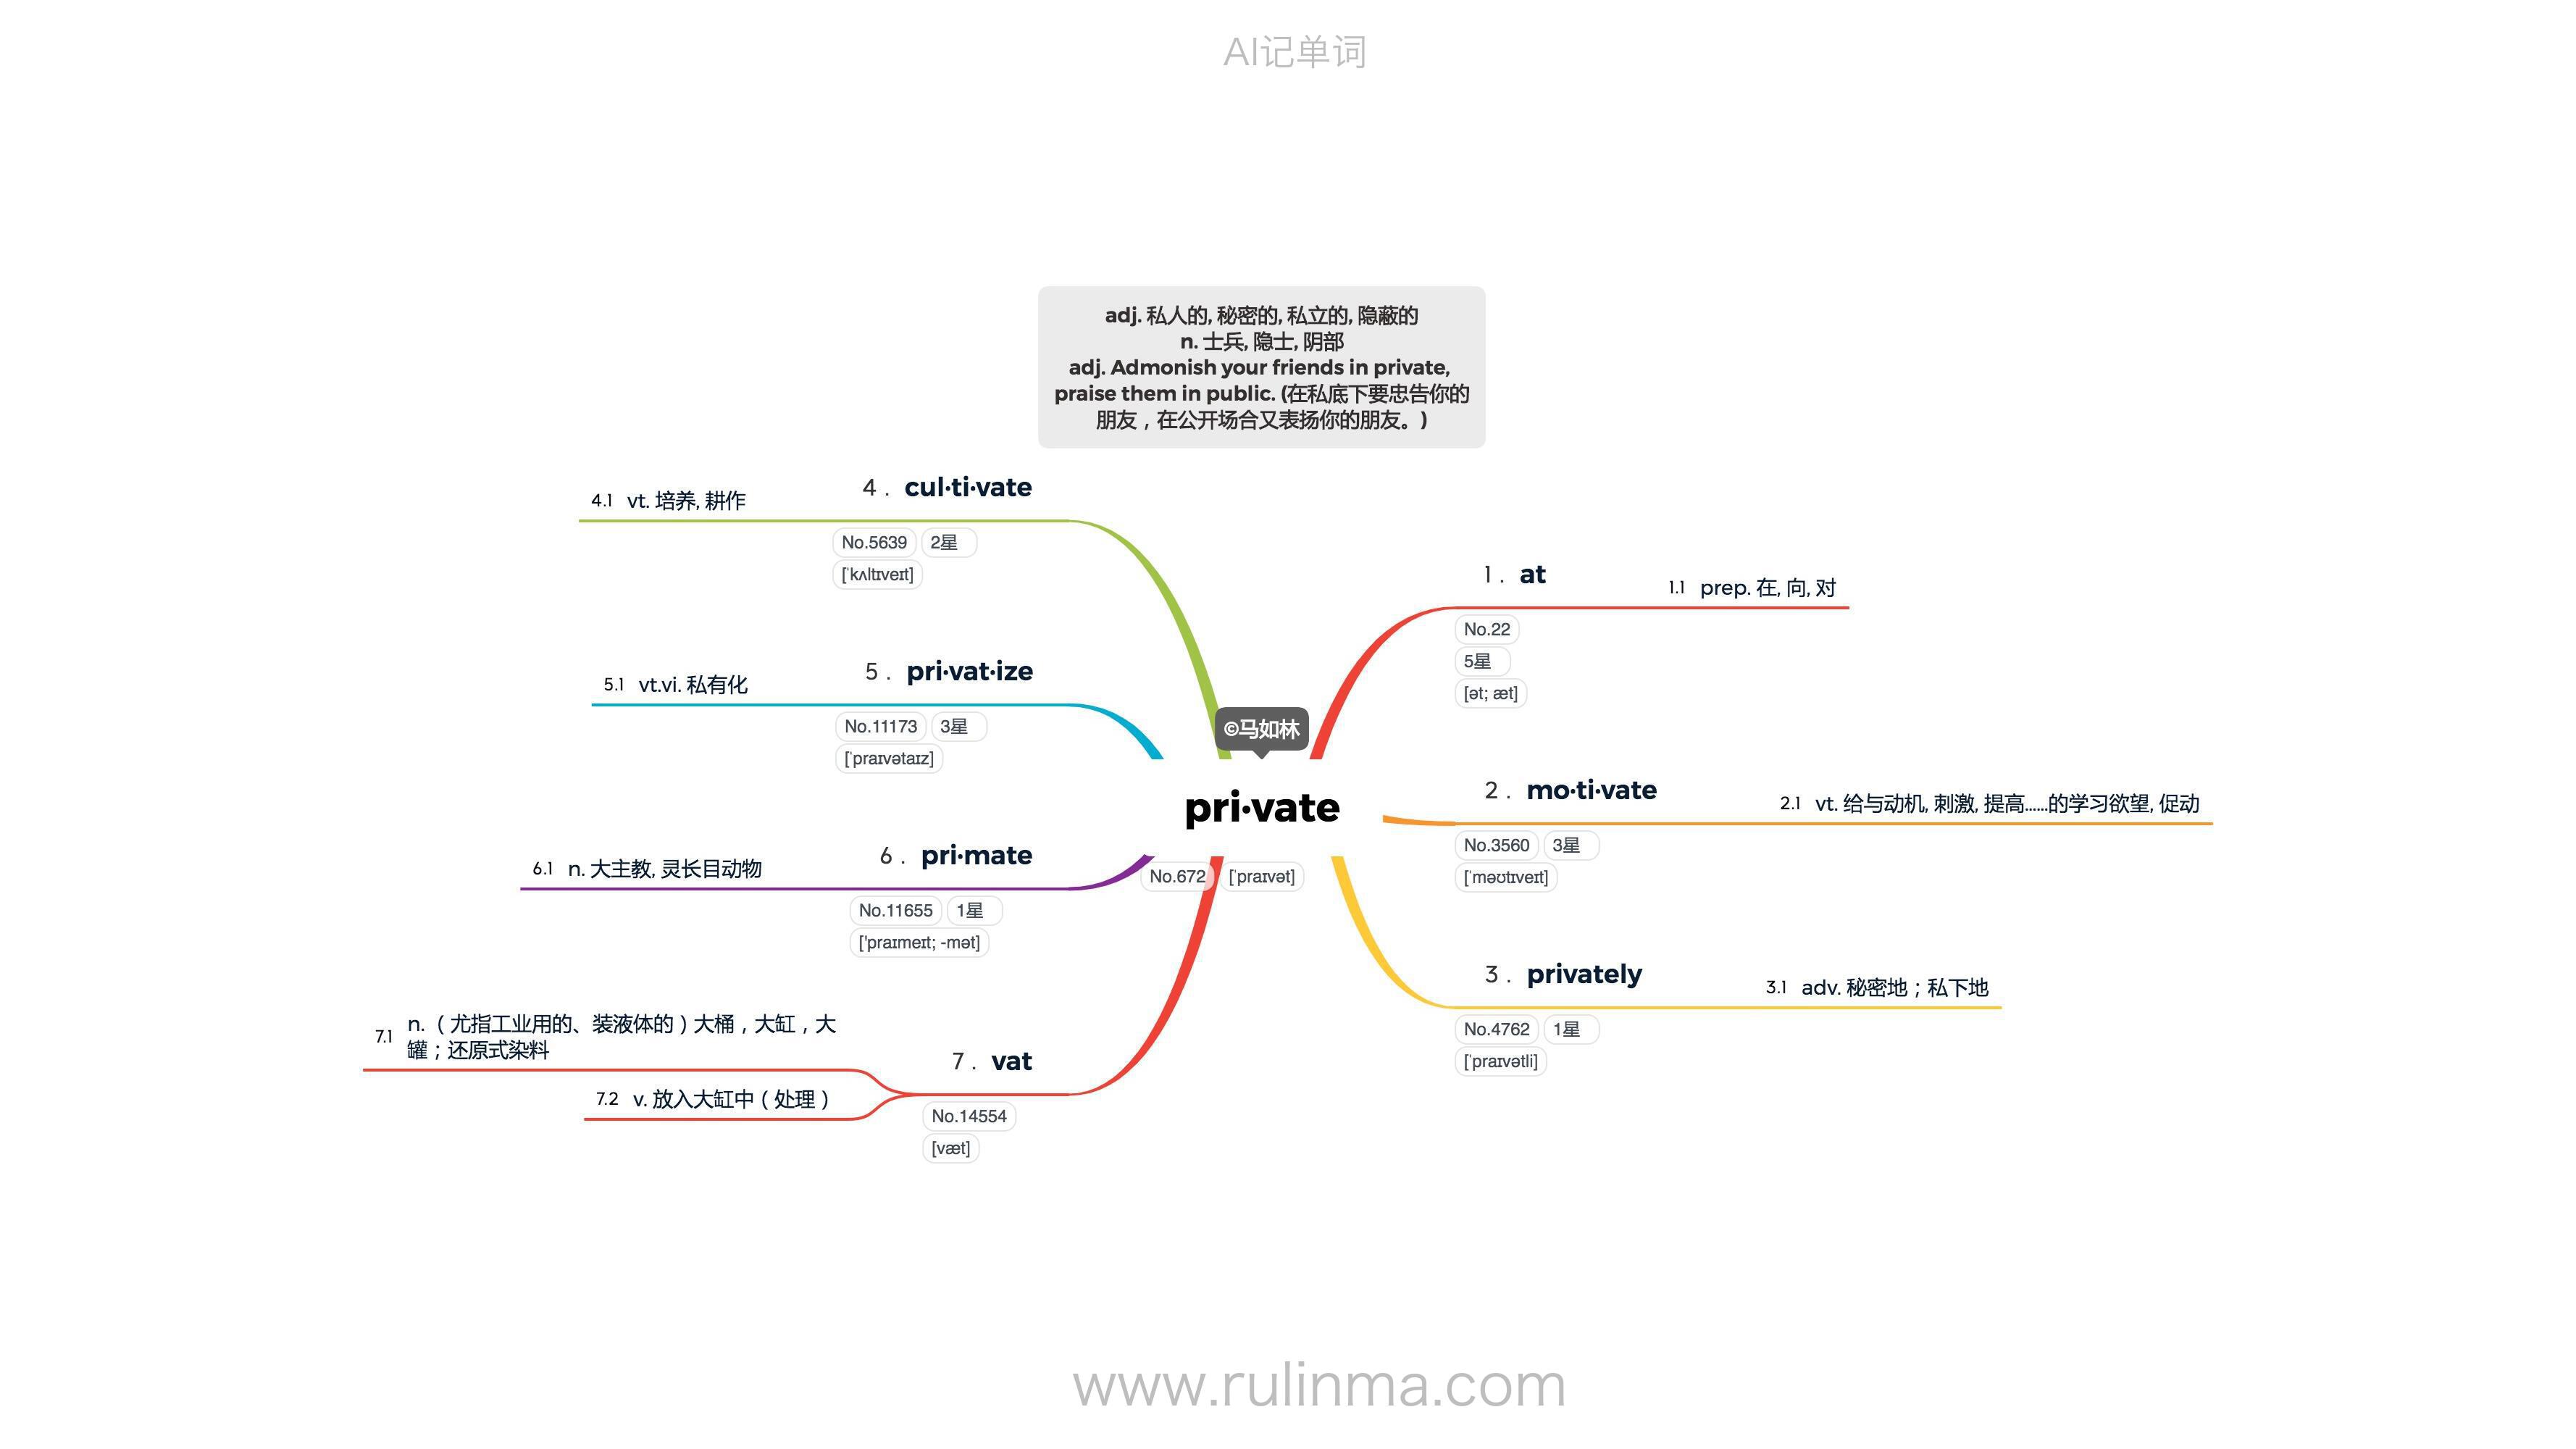 AI记单词
adj. 私人的, 秘密的, 私立的, 隐蔽的
n. 士兵, 隐士, 阴部
adj. Admonish your friends in private,
praise them in public. (在私底下要忠告你的
朋友，在公开场合又表扬你的朋友。)
©马如林
pri·vate
No.672 [ˈpraɪvət]
1 . at
1.1 prep. 在, 向, 对
No.22
5星
[ət; æt]
2 . mo·ti·vate
2.1 vt. 给与动机, 刺激, 提高……的学习欲望, 促动
No.3560 3星
[ˈməʊtɪveɪt]
3 . privately
3.1 adv. 秘密地；私下地
No.4762 1星
[ˈpraɪvətli]
4 . cul·ti·vate
4.1 vt. 培养, 耕作
No.5639 2星
[ˈkʌltɪveɪt]
5 . pri·vat·ize
5.1 vt.vi. 私有化
No.11173 3星
[ˈpraɪvətaɪz]
6 . pri·mate
6.1 n. 大主教, 灵长目动物
No.11655 1星
['praɪmeɪt; -mət]
7 . vat
7.1 n.（尤指工业用的、装液体的）大桶，大缸，大
罐；还原式染料
7.2 v. 放入大缸中（处理）
No.14554
[væt]
www.rulinma.com